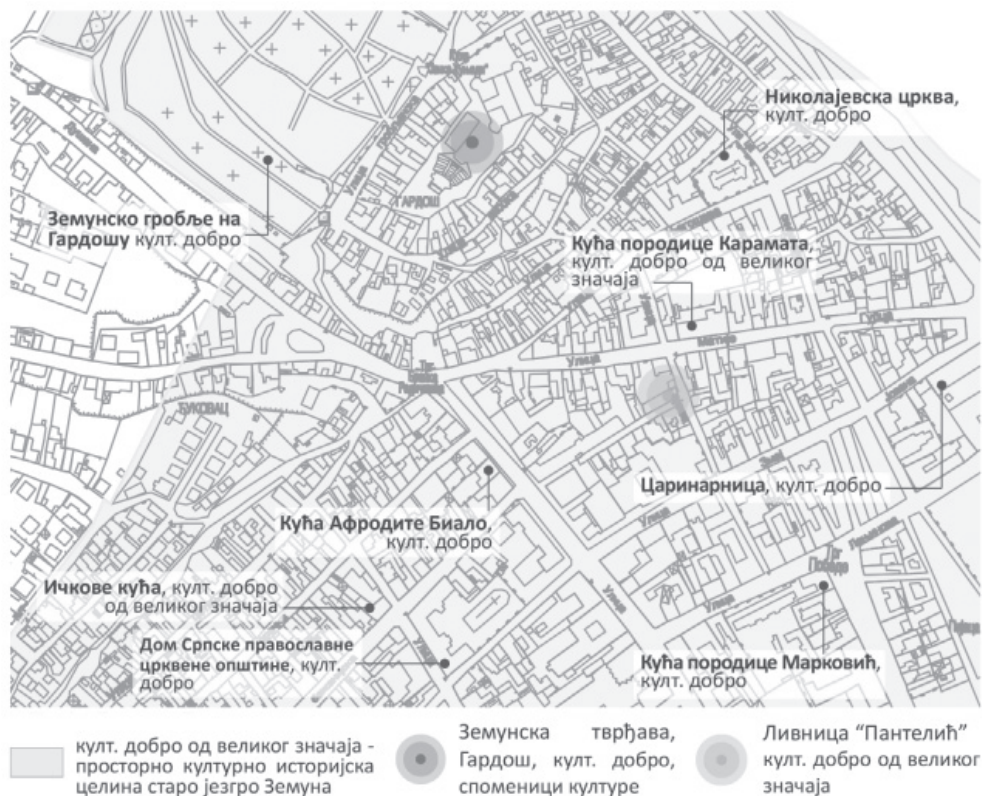 Николајевска црква,
култ. добро
ГАРДОШ
Земунско гробље на
Гардошу култ. добро
Кућа породице Карамата,
култ. добро од великог
значаја
Улица
БУКОВАЦ
Царинарница, култ. добро
Кућа Афродите Биало,
култ. добро
Улица
Ичкове кућа, култ. добро
од великог значаја
Улица
Улица
Дом Српске православне
црквене општине, култ.
добро
Кућа породице Марковић,
култ. добро
култ. добро од великог значаја -
просторно културно историјска
целина старо језгро Земуна
Земунска тврђава,
Гардош, култ. добро,
споменици културе
Ливница “Пантелић”
култ. добро од великог
значаја